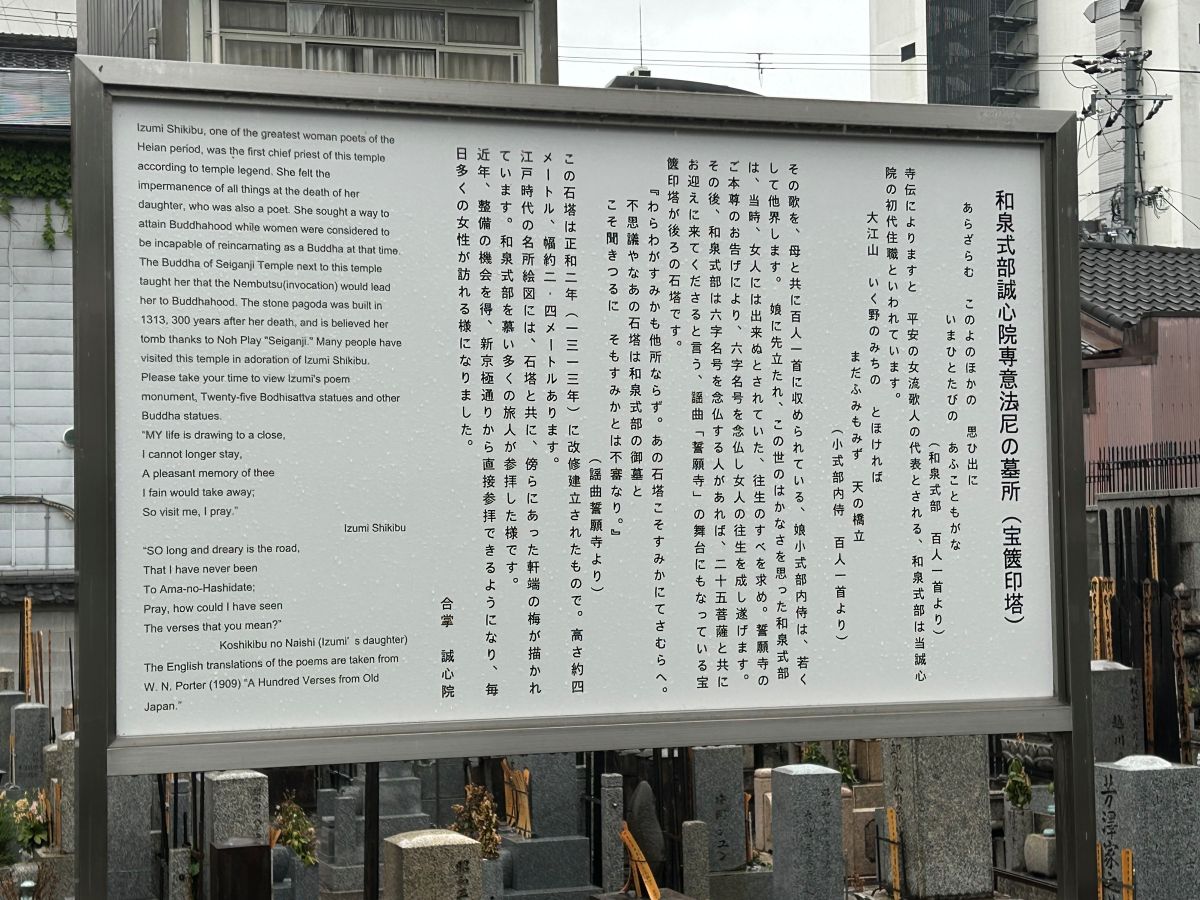 Izumi Shikibu, one of the greatest woman poets of the
Heian period, was the first chief priest of this temple
according to temple legend. She felt the
impermanence of all things at the death of her
daughter, who was also a poet. She sought a way to
attain Buddhahood while women were considered to
be incapable of reincarnating as a Buddha at that time.
The Buddha of Seiganji Temple next to this temple
taught her that the Nembutsu(invocation) would lead
her to Buddhahood. The stone pagoda was built in
1313, 300 years after her death, and is believed her
tomb thanks to Noh Play "Seiganji." Many people have
visited this temple in adoration of Izumi Shikibu.
Please take your time to view Izumi's poem
monument, Twenty-five Bodhisattva statues and other
Buddha statues.
"MY life is drawing to a close,
I cannot longer stay,
A pleasant memory of thee
I fain would take away;
So visit me, I pray."
Izumi Shikibu
"SO long and dreary is the road,
That I have never been
To Ama-no-Hashidate;
Pray, how could I have seen
The verses that you mean?"
Koshikibu no Naishi (Izumi's daughter)
The English translations of the poems are taken from
W. N. Porter (1909) "A Hundred Verses from Old
Japan."
和泉式部誠心院専意法尼の墓所(宝篋印塔)
あらざらむ このよのほかの 思ひ出に
いまひとたびの あふこともがな
(和泉式部 百人一首より)
寺伝によりますと 平安の女流歌人の代表とされる、和泉式部は当誠心
院の初代住職といわれています。
大江山 いく野のみちの とほければ
まだふみもみず 天の橋立
(小式部内侍 百人一首より)
その歌を、母と共に百人一首に収められている、娘小式部内侍は、若く
して他界します。 娘に先立たれ、この世のはかなさを思った和泉式部
は、当時、女人には出来ぬとされていた、往生のすべを求め。誓願寺の
ご本尊のお告げにより、六字名号を念仏し女人の往生を成し遂げます。
その後、和泉式部は六字名号を念仏する人があれば、二十五菩薩と共に
お迎えに来てくださると言う、謡曲「誓願寺」の舞台にもなっている宝
篋印塔が後ろの石塔です。
『わらわがすみかも他所ならず。あの石塔こそすみかにてさむらへ。
不思議やなあの石塔は和泉式部の御墓と
こそ聞きつるに そもすみかとは不審なり。』
(謡曲誓願寺より)
この石塔は正和二年(一三一三年)に改修建立されたもので。高さ約四
メートル、幅約二・四メートルあります。
江戸時代の名所絵図には、石塔と共に、傍らにあった軒端の梅が描かれ
ています。和泉式部を慕い多くの旅人が参拝した様です。
近年、整備の機会を得、新京極通りから直接参拝できるようになり、毎
日多くの女性が訪れる様になりました。
合掌 誠心院